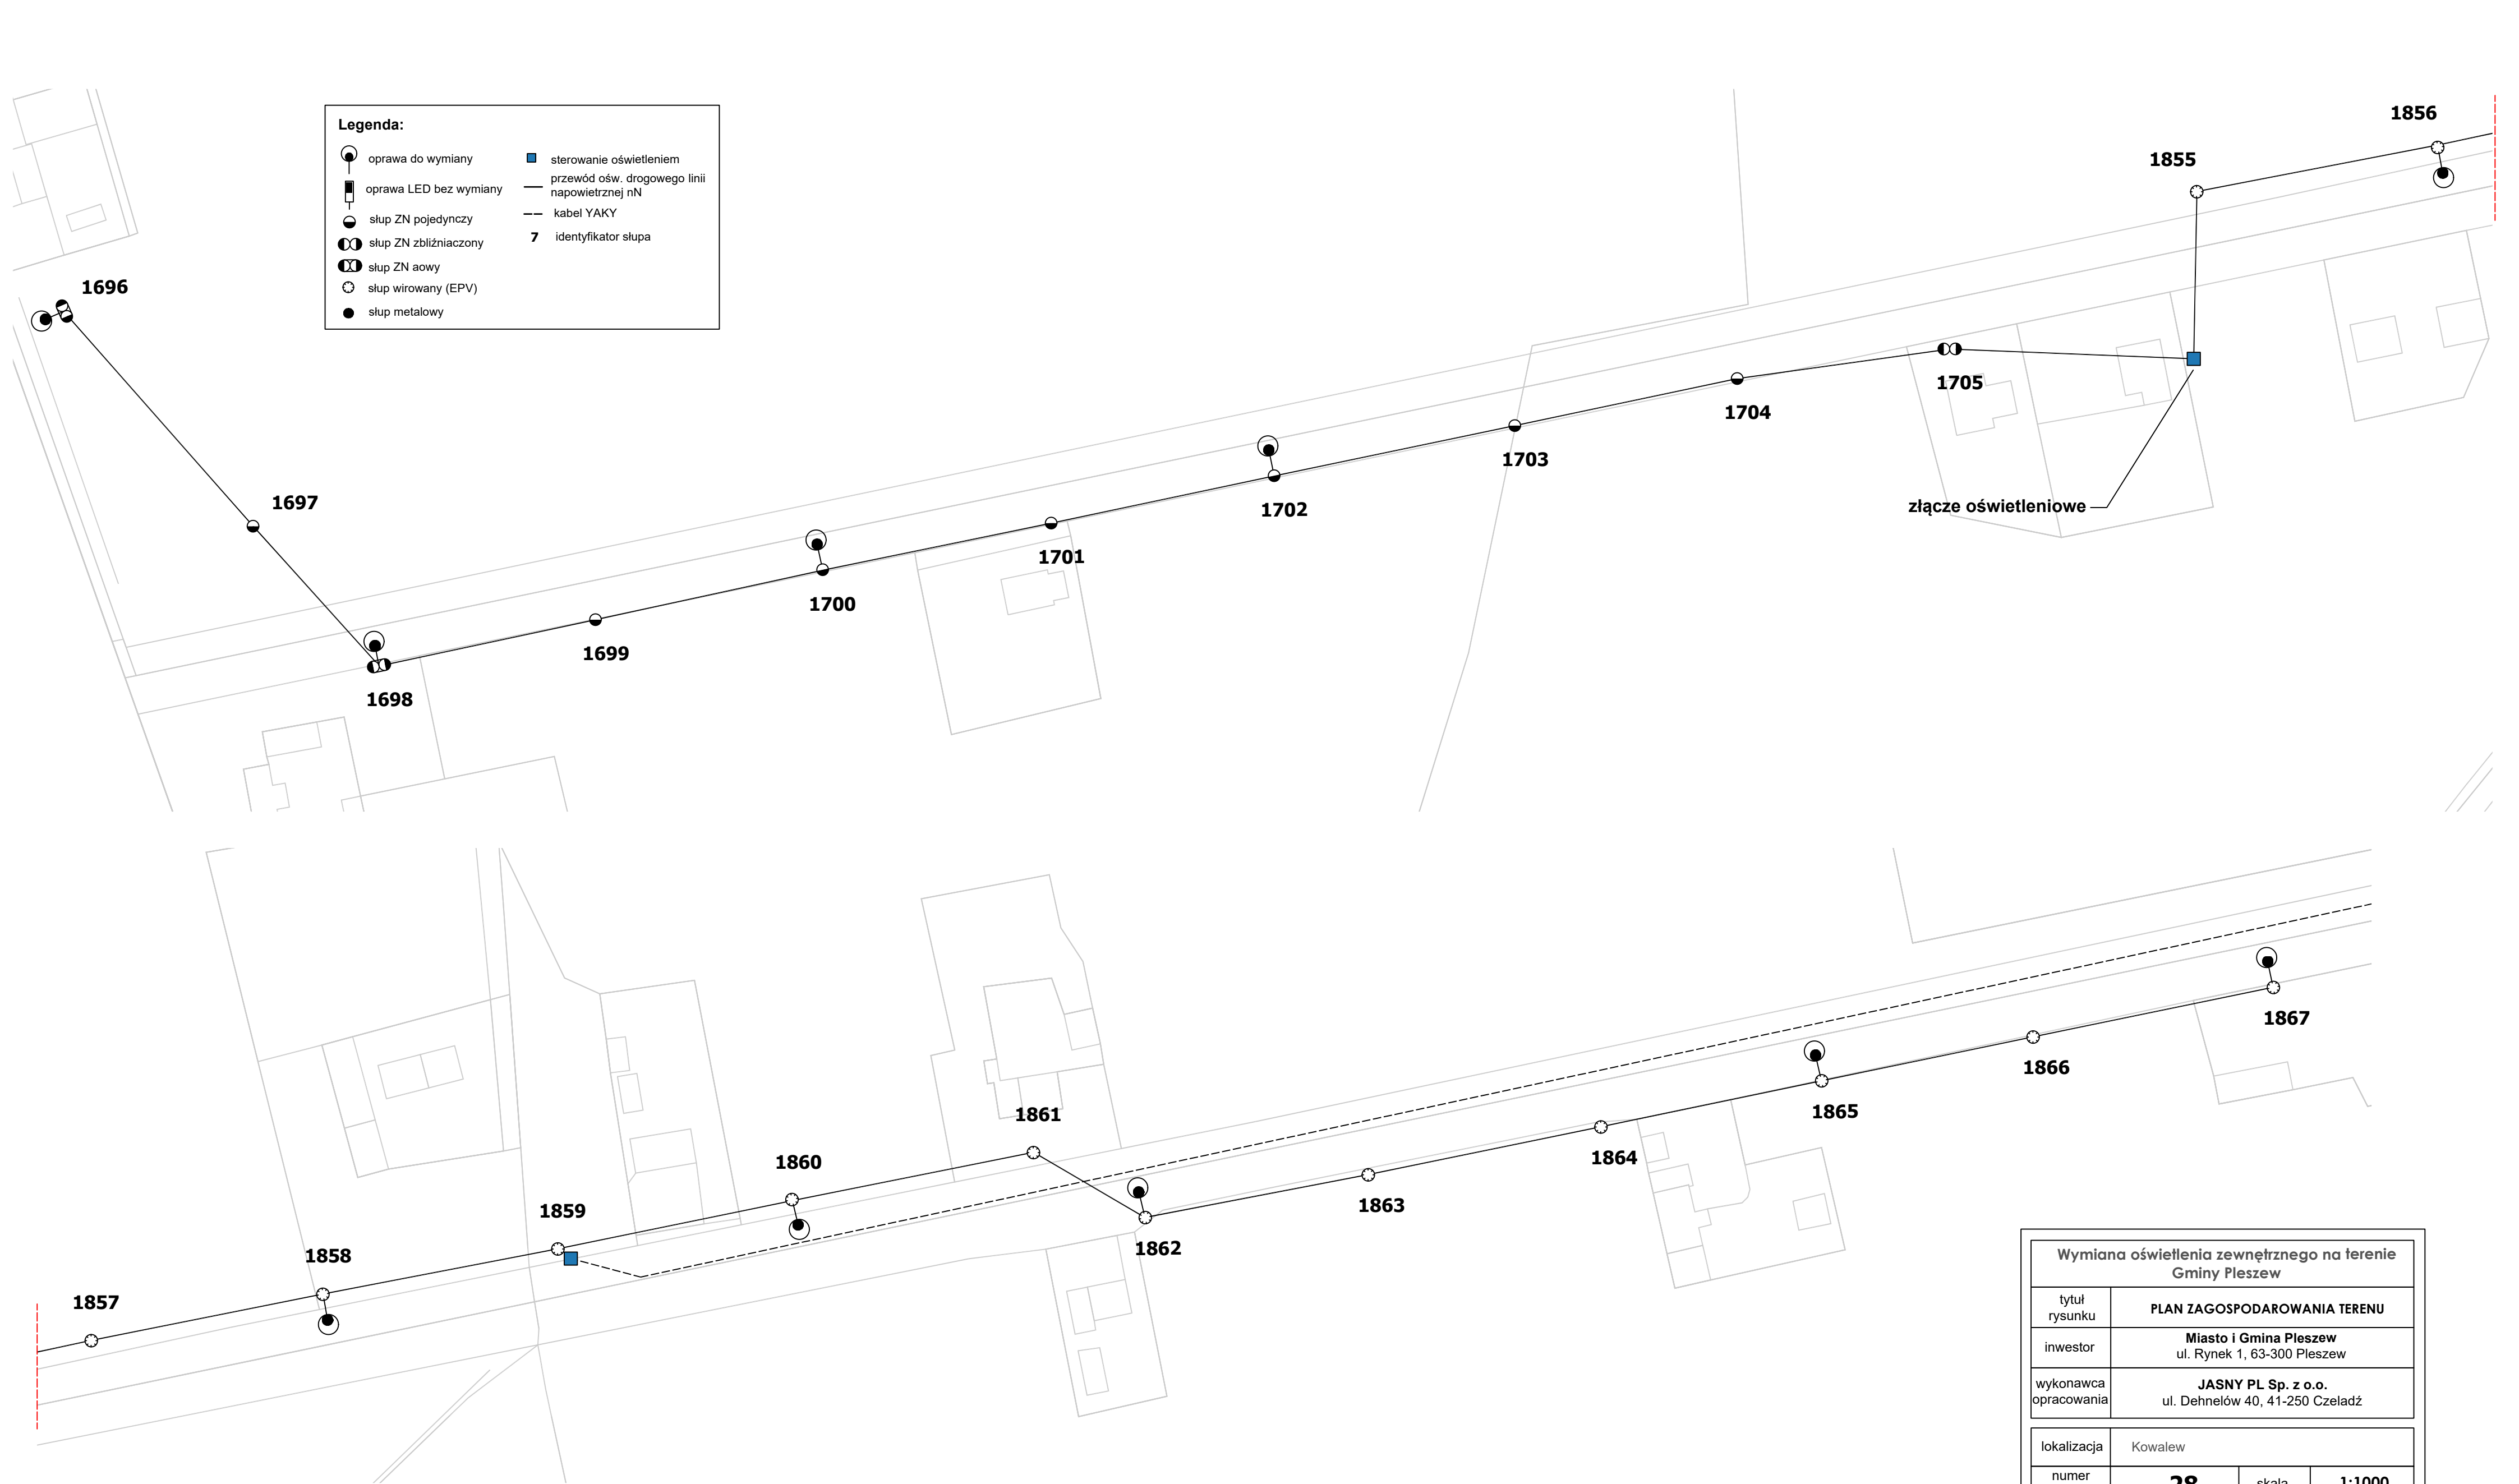 Legenda:
oprawa do wymiany
oprawa LED bez wymiany
słup ZN pojedynczy
słup ZN zbliźniaczony
słup ZN aowy
słup wirowany (EPV)
słup metalowy
sterowanie oświetleniem
przewód ośw. drogowego linii
napowietrznej nN
kabel YAKY
7 identyfikator słupa
1856
1855
1696
1705
1704
1703
1697
1702
złącze oświetleniowe
1701
1700
1699
1698
1867
1866
1865
1861
1864
1860
1863
1859
1862
1858
1857
Wymiana oświetlenia zewnętrznego na terenie
Gminy Pleszew
tytuł
rysunku
PLAN ZAGOSPODAROWANIA TERENU
inwestor
Miasto i Gmina Pleszew
ul. Rynek 1, 63-300 Pleszew
wykonawca
opracowania
JASNY PL Sp. z o.o.
ul. Dehnelów 40, 41-250 Czeladź
lokalizacja
Kowalew
numer
28
skala
1:1000